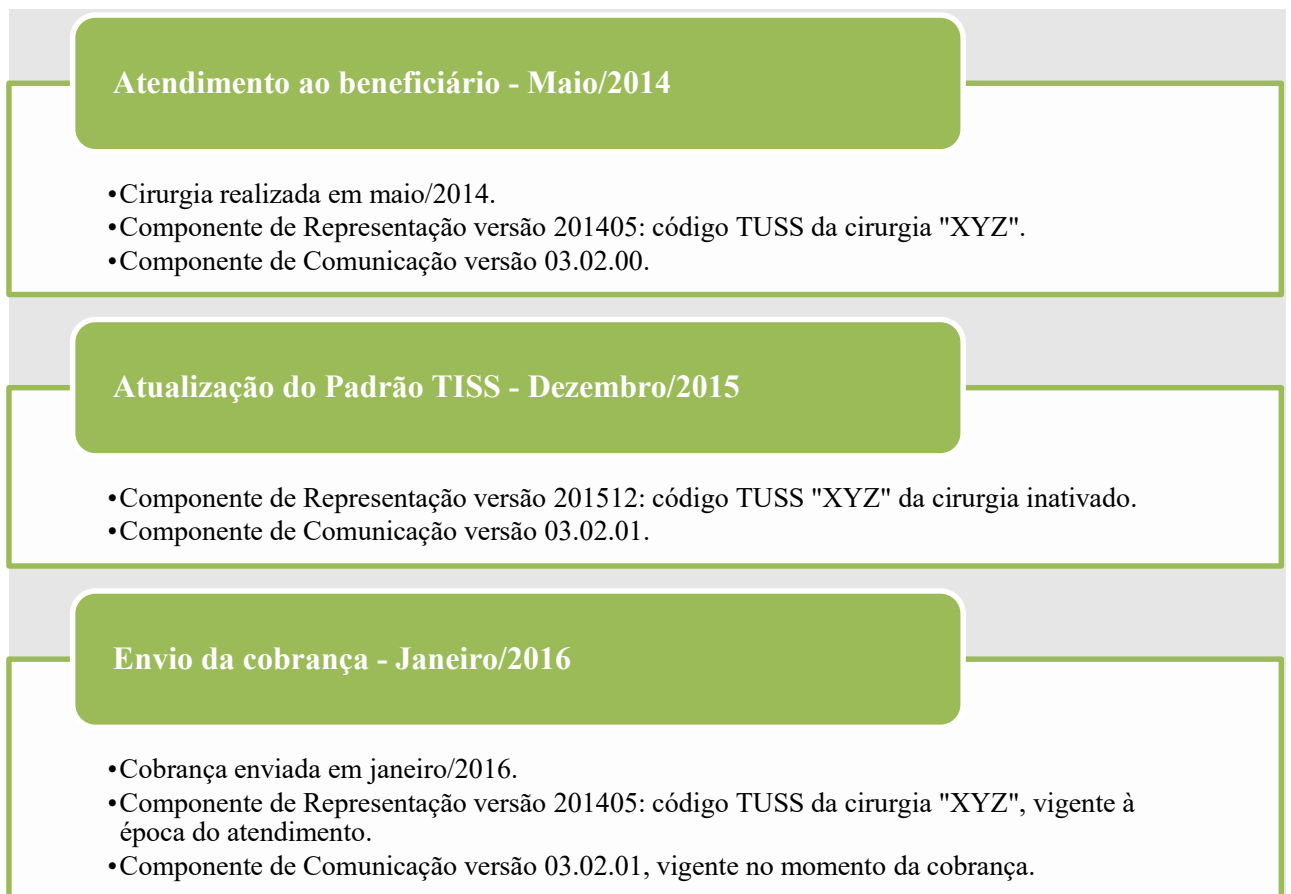 Atendimento ao beneficiário - Maio/2014
•Cirurgia realizada em maio/2014.
•Componente de Representação versão 201405: código TUSS da cirurgia "XYZ".
•Componente de Comunicação versão 03.02.00.
Atualização do Padrão TISS - Dezembro/2015
•Componente de Representação versão 201512: código TUSS "XYZ" da cirurgia inativado.
•Componente de Comunicação versão 03.02.01.
Envio da cobrança - Janeiro/2016
•Cobrança enviada em janeiro/2016.
•Componente de Representação versão 201405: código TUSS da cirurgia "XYZ", vigente à
época do atendimento.
•Componente de Comunicação versão 03.02.01, vigente no momento da cobrança.